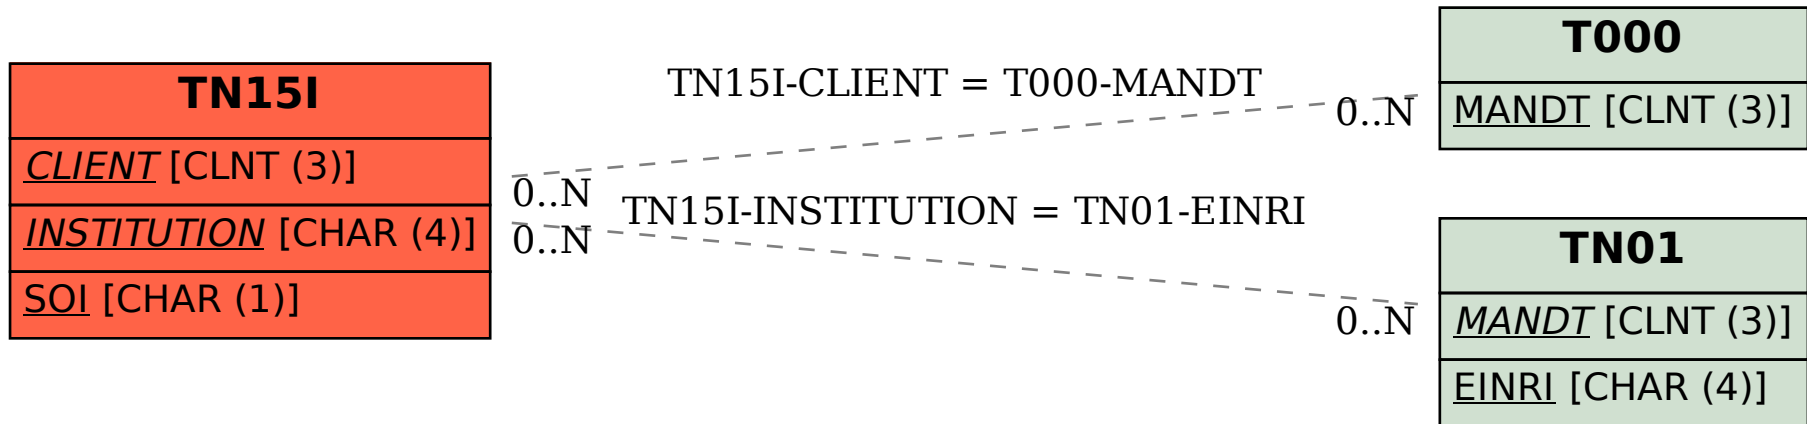 TN15I
CLIENT [CLNT (3)]
INSTITUTION [CHAR (4)]
SOI [CHAR (1)]
TN15I-CLIENT = T000-MANDT
0..N
0..N
TN15I-INSTITUTION = TN01-EINRI
0..N
0..N
T000
MANDT [CLNT (3)]
TN01
MANDT [CLNT (3)]
EINRI [CHAR (4)]